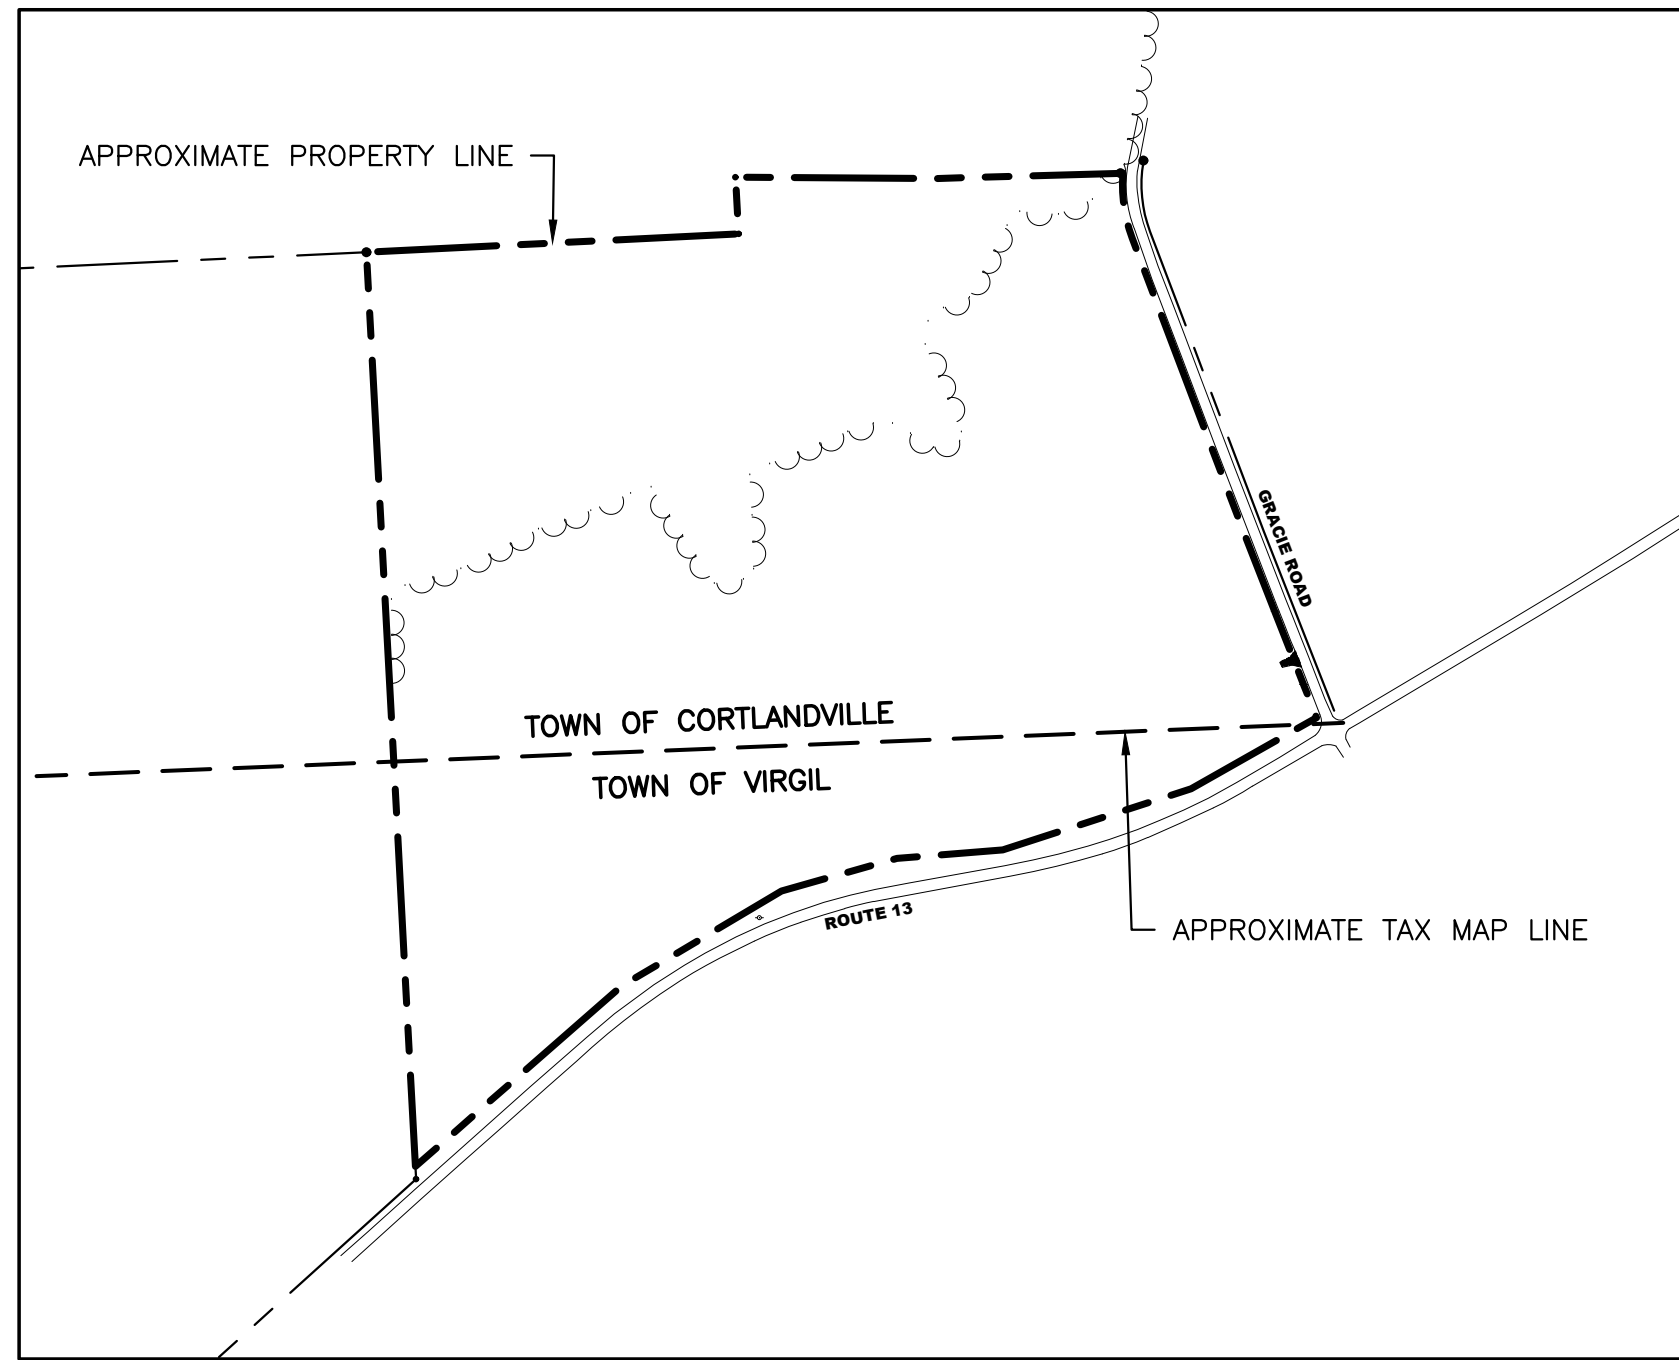 APPROXIMATE PROPERTY LINE
GRACIE ROAD
TOWN OF CORTLANDVILLE
TOWN OF VIRGIL
ROUTE 13
APPROXIMATE TAX MAP LINE